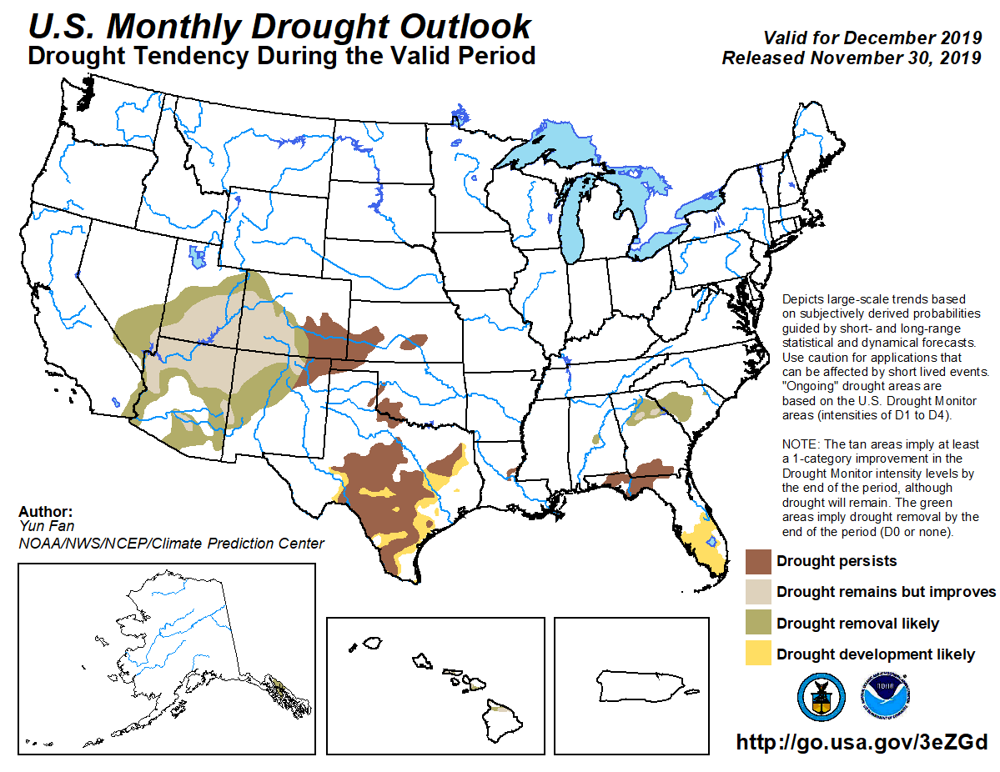 U.S. Monthly Drought Outlook
Drought Tendency During the Valid Period
Valid for December 2019
Released November 30, 2019
Depicts large-scale trends based
on subjectively derived probabilities
guided by short- and long-range
statistical and dynamical forecasts.
Use caution for applications that
can be affected by short lived events.
"Ongoing" drought areas are
based on the U.S. Drought Monitor
areas (intensities of D1 to D4).
NOTE: The tan areas imply at least
a 1-category improvement in the
Drought Monitor intensity levels by
the end of the period, although
drought will remain. The green
areas imply drought removal by the
end of the period (D0 or none).
Author:
Yun Fan
NOAA/NWS/NCEP/Climate Prediction Center
Drought persists
Drought remains but improves
Drought removal likely
Drought development likely
http://go.usa.gov/3eZGd